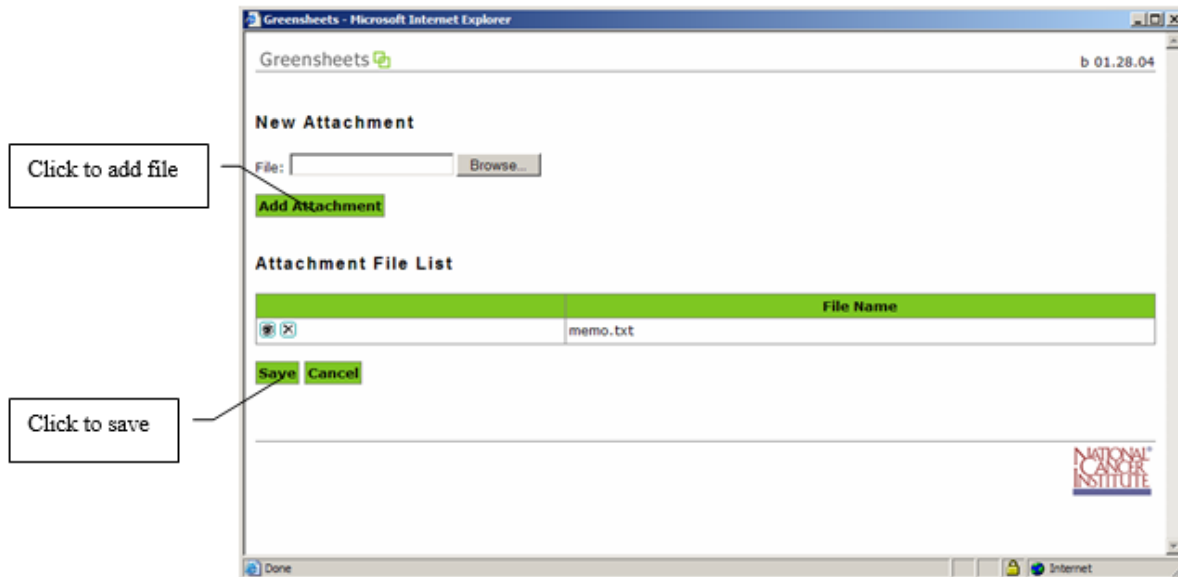 Greensheets - Microsoft Internet Explorer
Greensheets
b 01.28.04
New Attachment
Click to add file
File:
Browse...
Add Attachment
Attachment File List
File Name
memo.txt
Save Cancel
Click to save
NATIONAL
CANCER
INSTITUTE
Done
Internet